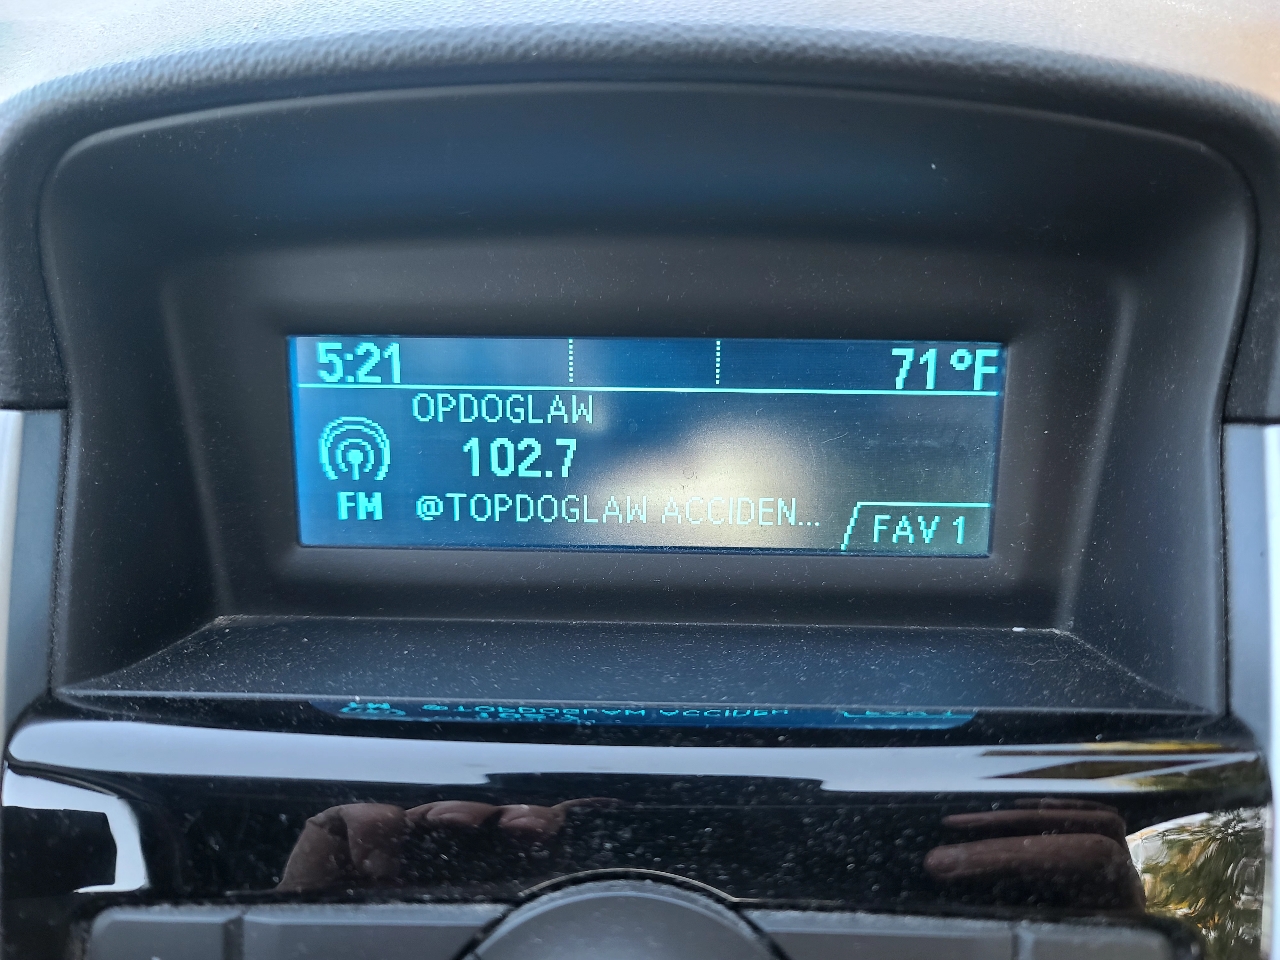 5:21 71°F
OPDOGLAW
102.7
FM @TOPDOGLAW ACCIDEN...
FAV 1